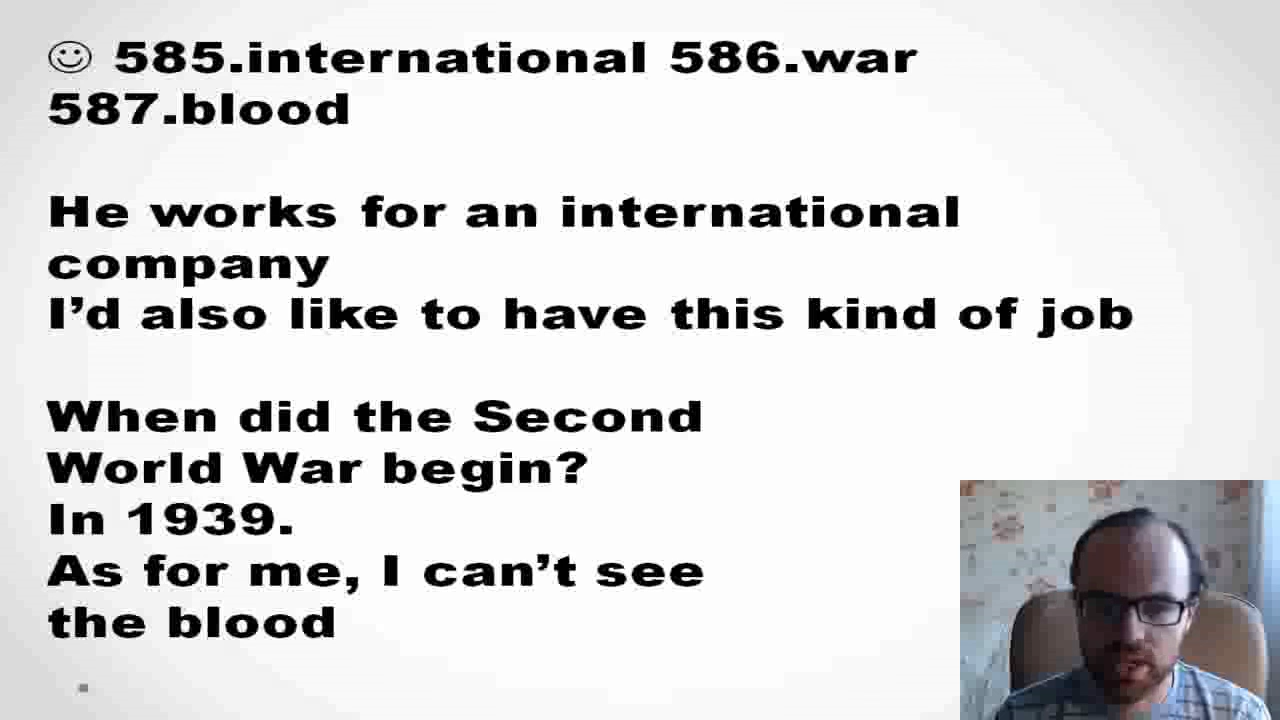 ☺ 585.international 586.war
587.blood
He works for an international
company
I’d also like to have this kind of job
When did the Second
World War begin?
In 1939.
As for me, I can’t see
the blood